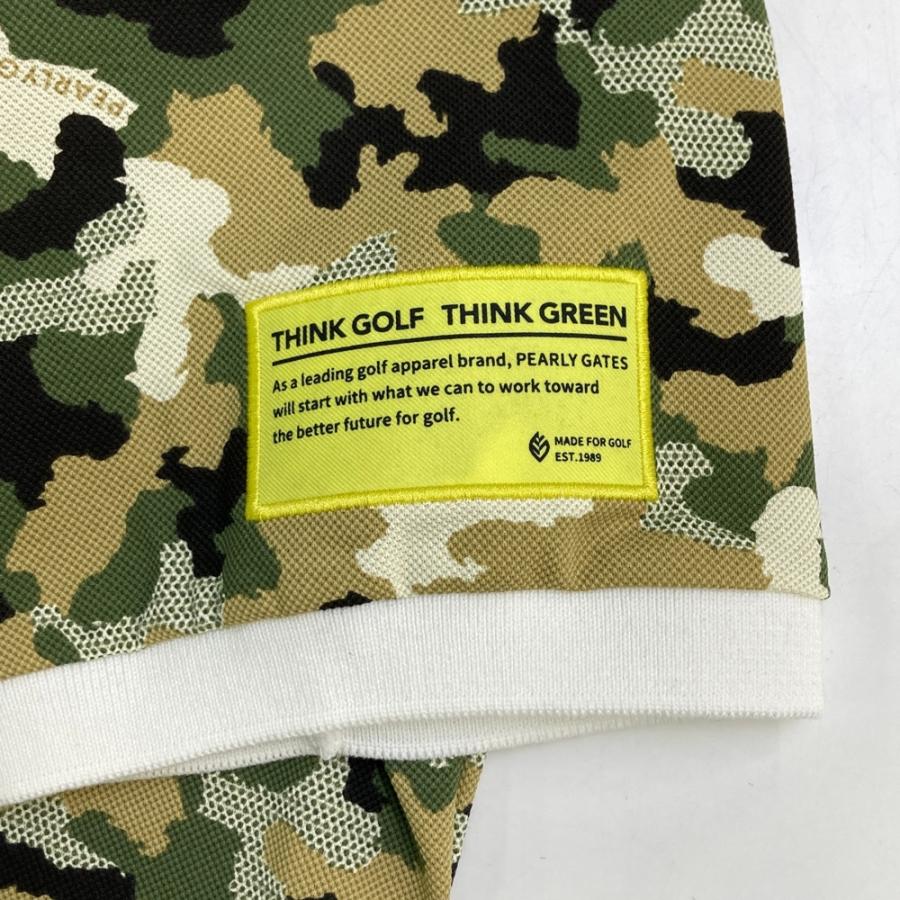 PEARLY
THINK GOLF THINK GREEN
As a leading golf apparel brand, PEARLY GATES
will start with what we can to work toward
the better future for golf.
MADE FOR GOLF
EST.1989